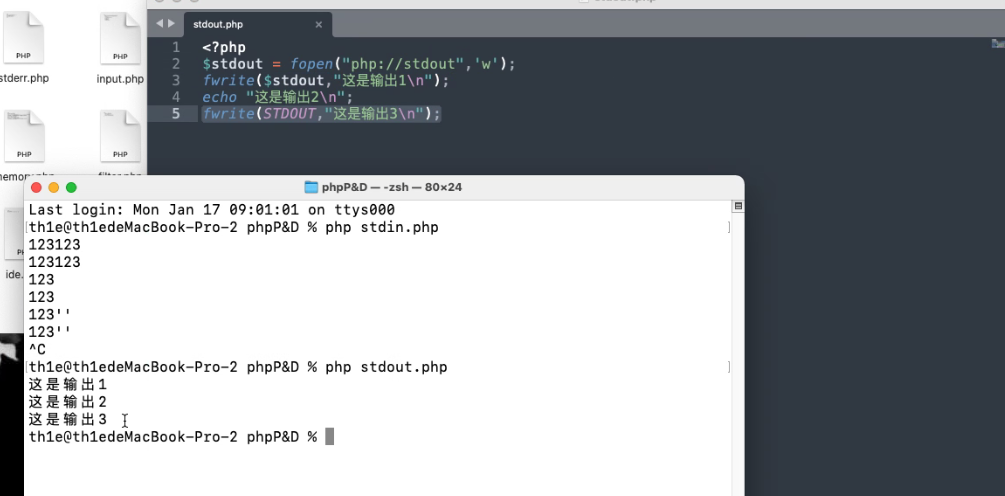 stdout.php
1 <?php
2 $stdout = fopen("php://stdout",'w');
3 fwrite($stdout,"这是输出1\n");
4 echo "这是输出2\n";
5 fwrite(STDOUT,"这是输出3\n");
PHP PHP
stderr.php input.php
PHP PHP
phpP&D — -zsh — 80×24
Last login: Mon Jan 17 09:01:01 on ttys000
th1e@th1edeMacBook-Pro-2 phpP&D % php stdin.php
123123
123123
123
123
123''
123''
^C
th1e@th1edeMacBook-Pro-2 phpP&D % php stdout.php
这是输出1
这是输出2
这是输出3
th1e@th1edeMacBook-Pro-2 phpP&D %